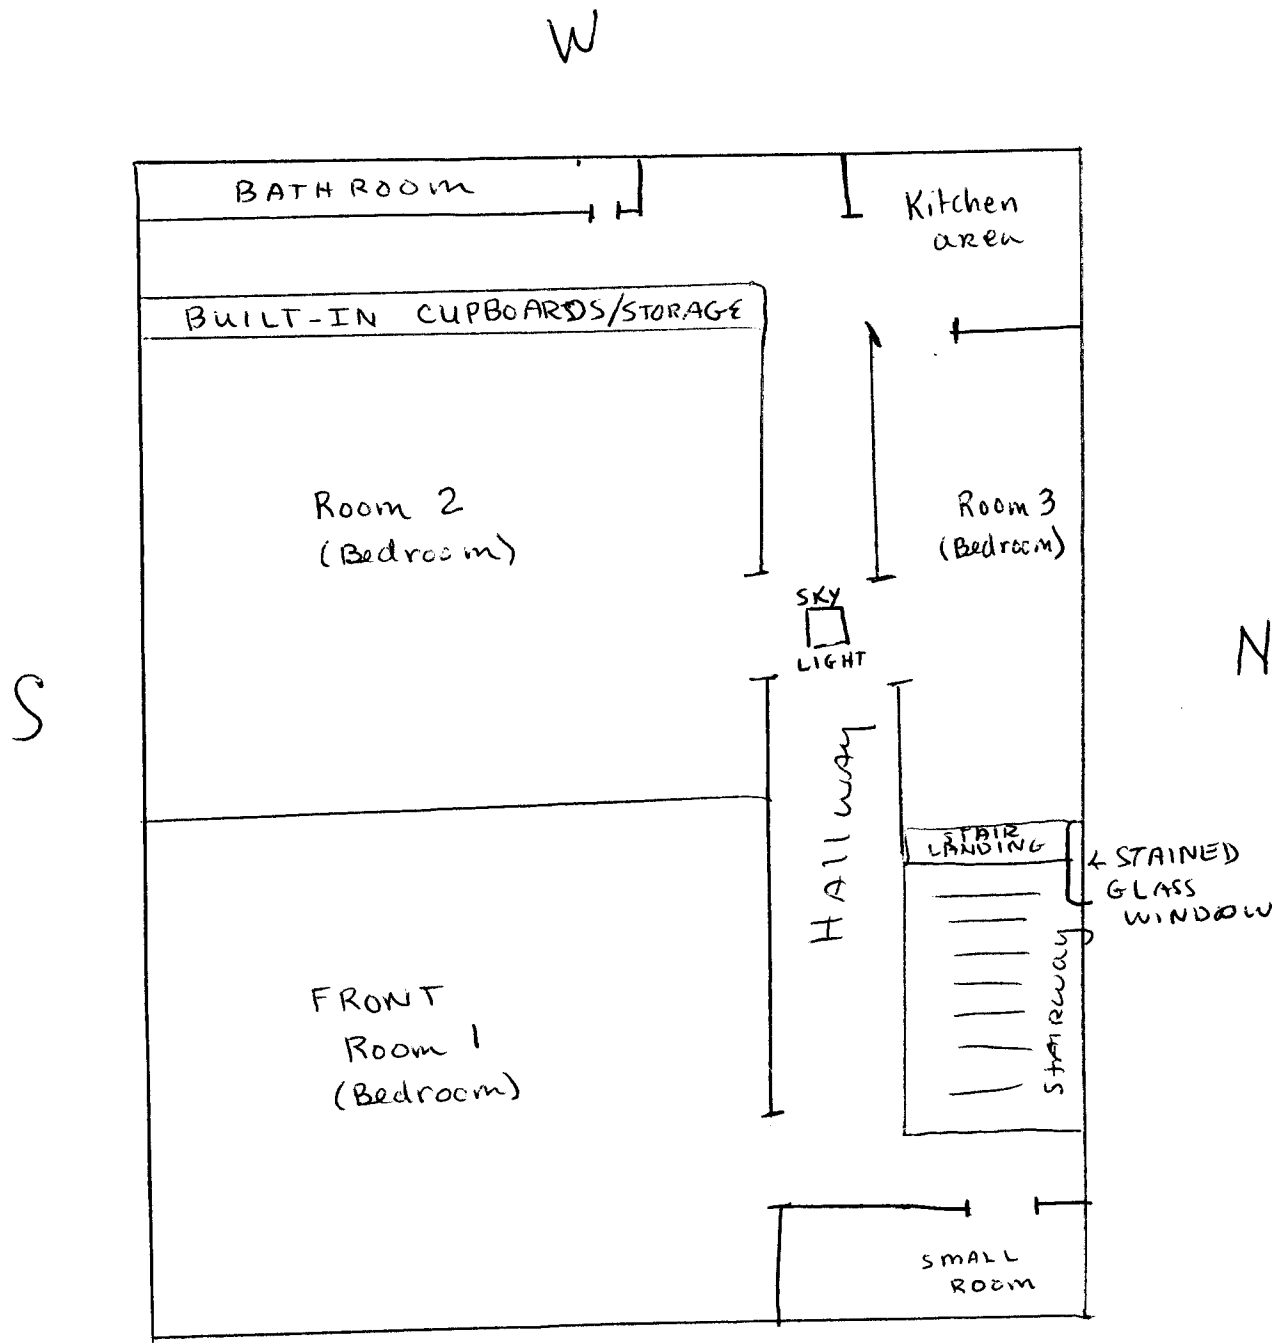 W
BATHROOM
Kitchen
area
BUILT-IN CUPBOARDS/STORAGE
Room 2
(Bedroom)
Room 3
(Bedroom)
SKY
LIGHT
S
N
HAllway
STAIR
LANDING
← STAINED
GLASS
WINDOW
STAIRWay
FRONT
Room 1
(Bedroom)
SMALL
ROOM